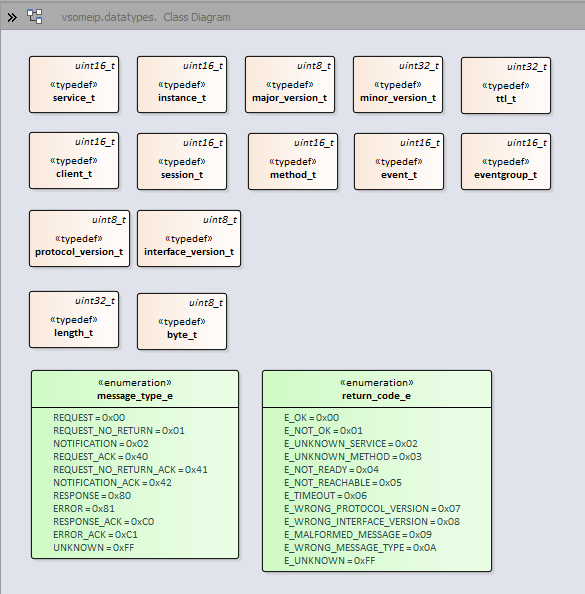 vsomeip.datatypes. Class Diagram
uint16_t
«typedef»
service_t
uint16_t
«typedef»
instance_t
uint8_t
«typedef»
major_version_t
uint32_t
«typedef»
minor_version_t
uint32_t
«typedef»
ttl_t
uint16_t
«typedef»
client_t
uint16_t
«typedef»
session_t
uint16_t
«typedef»
method_t
uint16_t
«typedef»
event_t
uint16_t
«typedef»
eventgroup_t
uint8_t
«typedef»
protocol_version_t
uint8_t
«typedef»
interface_version_t
uint32_t
«typedef»
length_t
uint8_t
«typedef»
byte_t
«enumeration»
message_type_e
REQUEST = 0x00
REQUEST_NO_RETURN = 0x01
NOTIFICATION = 0x02
REQUEST_ACK = 0x40
REQUEST_NO_RETURN_ACK = 0x41
NOTIFICATION_ACK = 0x42
RESPONSE = 0x80
ERROR = 0x81
RESPONSE_ACK = 0xC0
ERROR_ACK = 0xC1
UNKNOWN = 0xFF
«enumeration»
return_code_e
E_OK = 0x00
E_NOT_OK = 0x01
E_UNKNOWN_SERVICE = 0x02
E_UNKNOWN_METHOD = 0x03
E_NOT_READY = 0x04
E_NOT_REACHABLE = 0x05
E_TIMEOUT = 0x06
E_WRONG_PROTOCOL_VERSION = 0x07
E_WRONG_INTERFACE_VERSION = 0x08
E_MALFORMED_MESSAGE = 0x09
E_WRONG_MESSAGE_TYPE = 0x0A
E_UNKNOWN = 0xFF